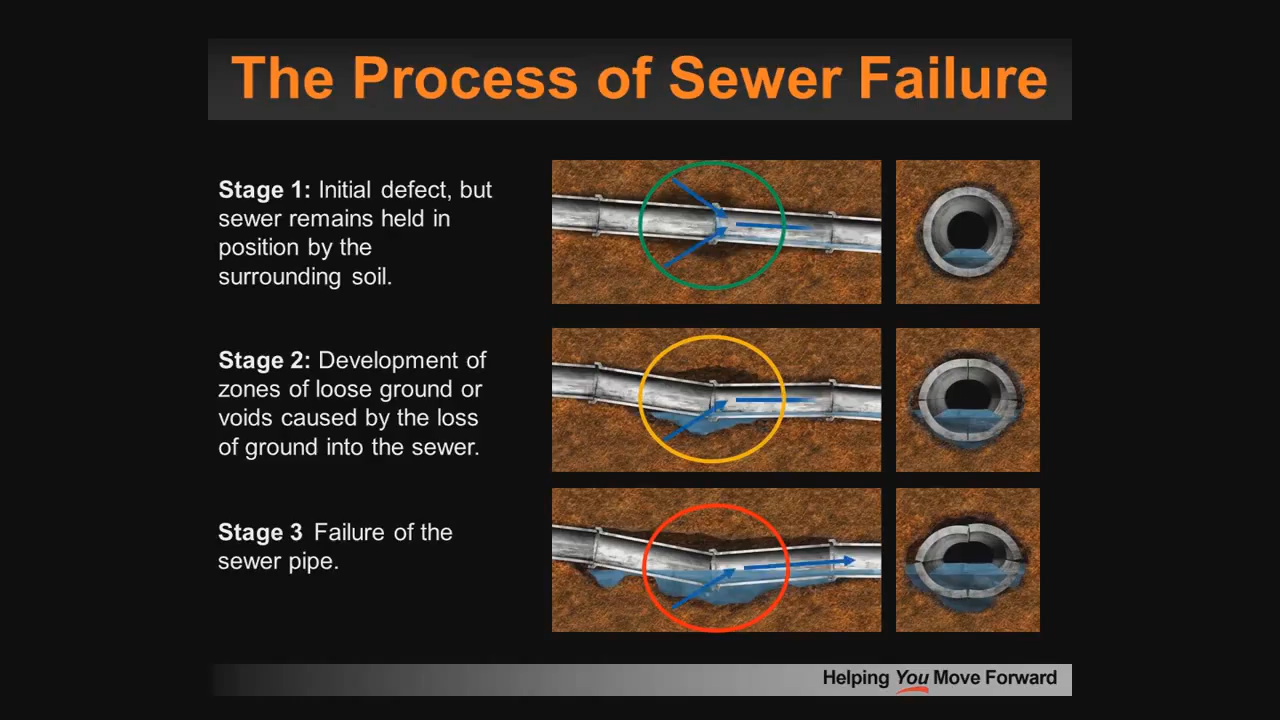 The Process of Sewer Failure
Stage 1: Initial defect, but
sewer remains held in
position by the
surrounding soil.
Stage 2: Development of
zones of loose ground or
voids caused by the loss
of ground into the sewer.
Stage 3 Failure of the
sewer pipe.
Helping You Move Forward